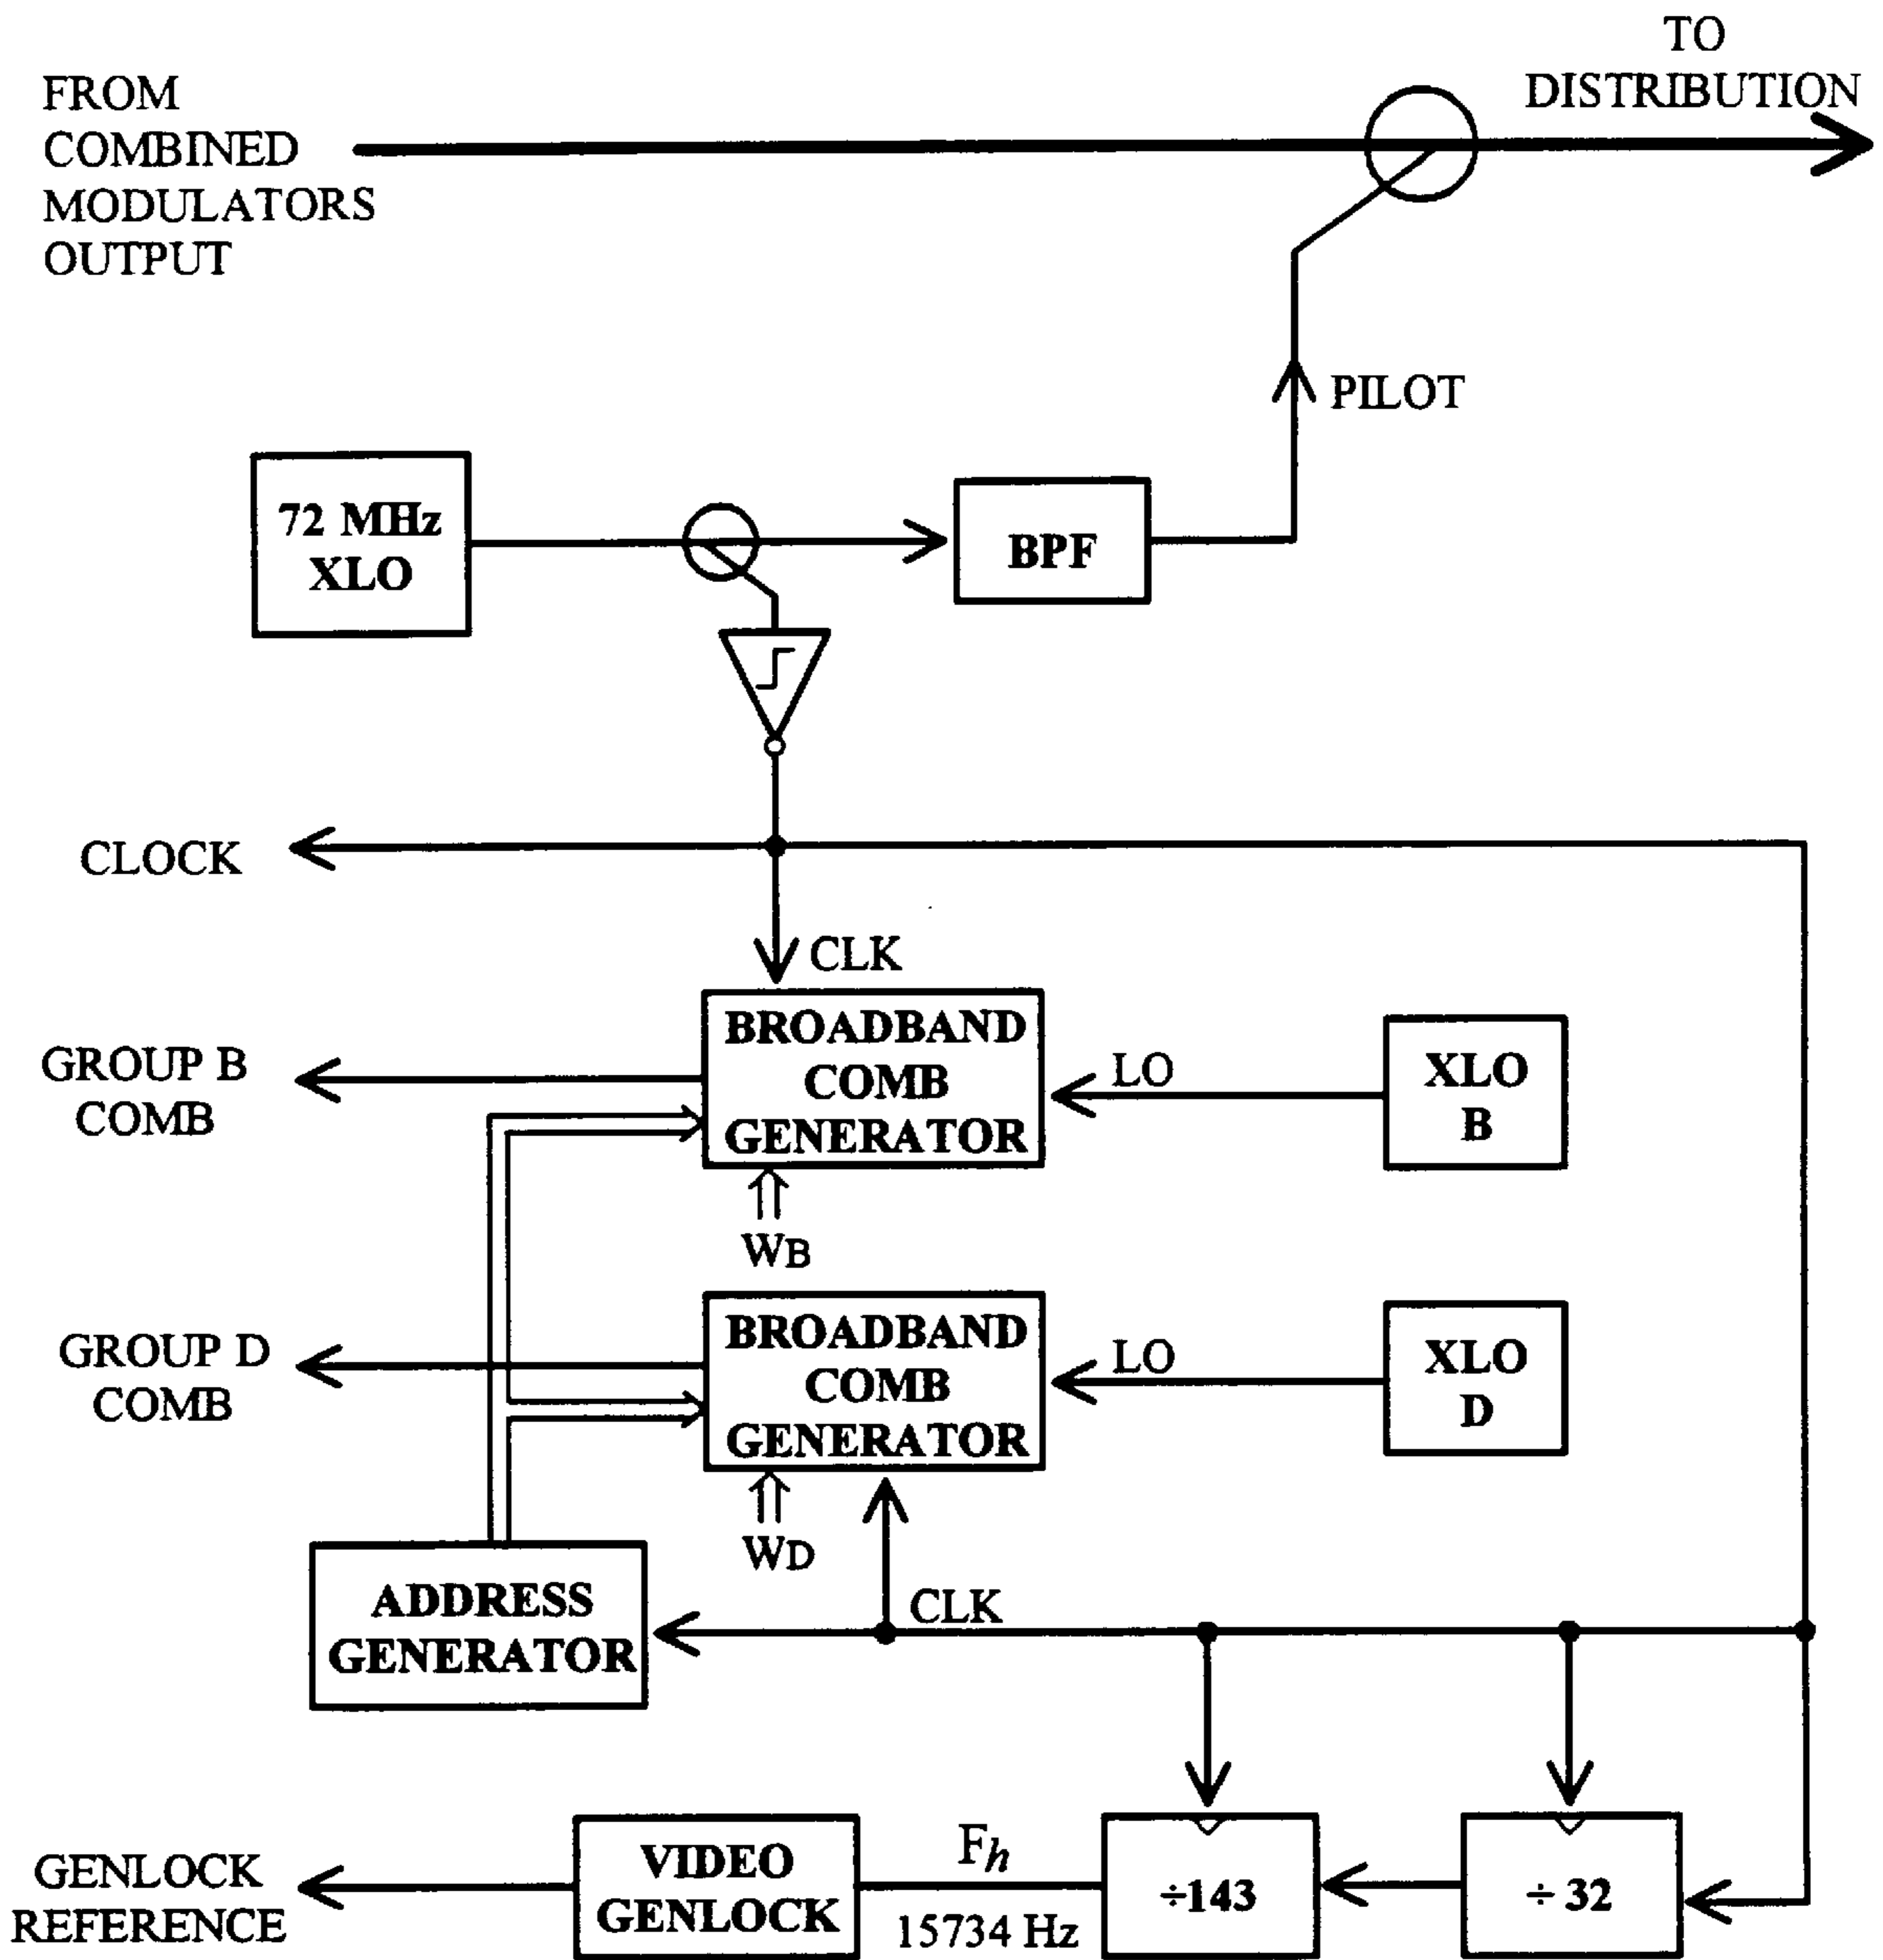 FROM
COMBINED
MODULATORS
OUTPUT
TO
DISTRIBUTION
PILOT
72 MHz
XLO
BPF
CLOCK
CLK
BROADBAND
COMB
GENERATOR
GROUP B
COMB
LO
XLO
B
WB
BROADBAND
COMB
GENERATOR
GROUP D
COMB
LO
XLO
D
WD
ADDRESS
GENERATOR
CLK
GENLOCK
REFERENCE
VIDEO
GENLOCK
Fh
15734 Hz
÷143
÷ 32